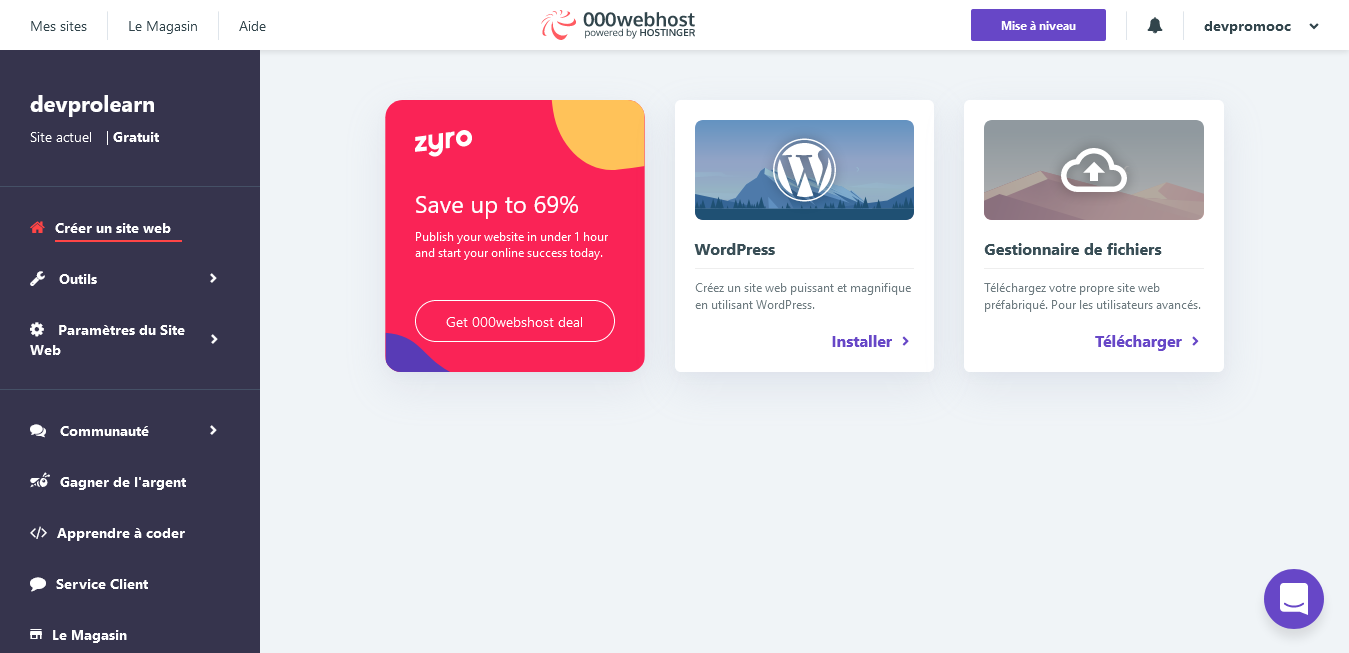 Mes sites
Le Magasin
Aide
000webhost
powered by HOSTINGER
Mise à niveau
devpromooc
devprolearn
Site actuel | Gratuit
Créer un site web
Outils
Paramètres du Site
Web
Communauté
Gagner de l'argent
Apprendre à coder
Service Client
Le Magasin
zyro
Save up to 69%
Publish your website in under 1 hour
and start your online success today.
Get 000webshost deal
WordPress
Créez un site web puissant et magnifique
en utilisant WordPress.
Installer
Gestionnaire de fichiers
Téléchargez votre propre site web
préfabriqué. Pour les utilisateurs avancés.
Télécharger